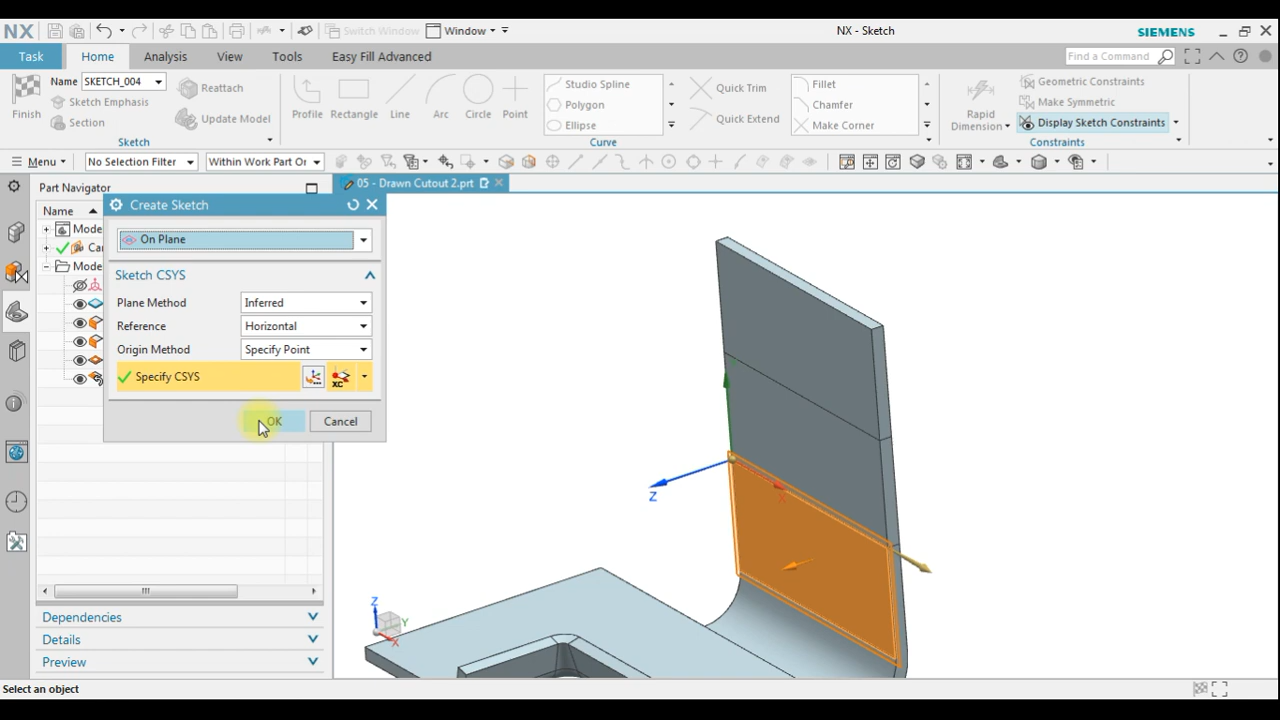 NX Switch Window Window NX - Sketch SIEMENS
Task Home Analysis View Tools Easy Fill Advanced Find a Command
Name SKETCH_004 Reattach Studio Spline Quick Trim Fillet Geometric Constraints
Finish Sketch Emphasis Profile Rectangle Line Arc Circle Point Polygon Chamfer Rapid Dimension Make Symmetric
Section Update Model Ellipse Quick Extend Make Corner Display Sketch Constraints
Sketch Curve Constraints
Menu No Selection Filter Within Work Part Or
Part Navigator 05 - Drawn Cutout 2.prt
Name Create Sketch
Mode
On Plane
Ca
Mode
Sketch CSYS
Plane Method Inferred
Reference Horizontal
Origin Method Specify Point
Specify CSYS XC
OK Cancel
Z X
Z Y X
Dependencies
Details
Preview
Select an object